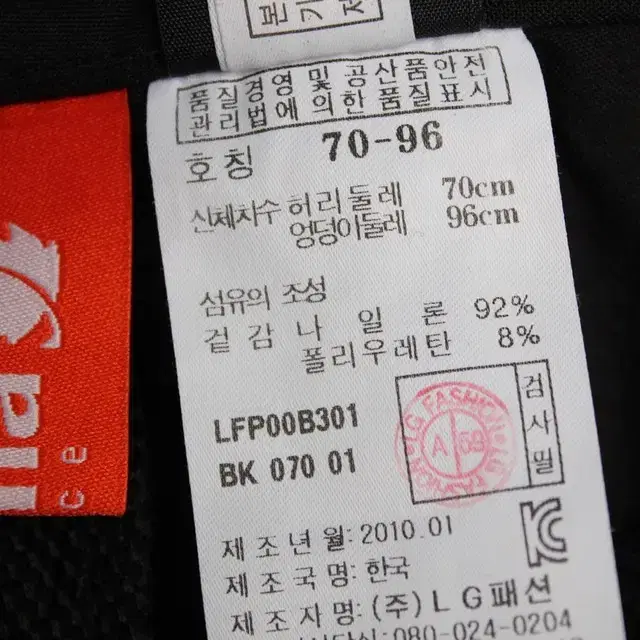 품질경영 및 공산품안전
관리법에 의한 품질표시
호칭 70-96
신체치수 허리둘레 70cm
엉덩이둘레 96cm
섬유의 조성
겉감 나일론 92%
폴리우레탄 8%
LFP00B301
BK 070 01
검사필
LG FASHION
A 59
제조년월: 2010.01
제조국명: 한국
제조자명: (주)LG패션
080-024-0204
ce